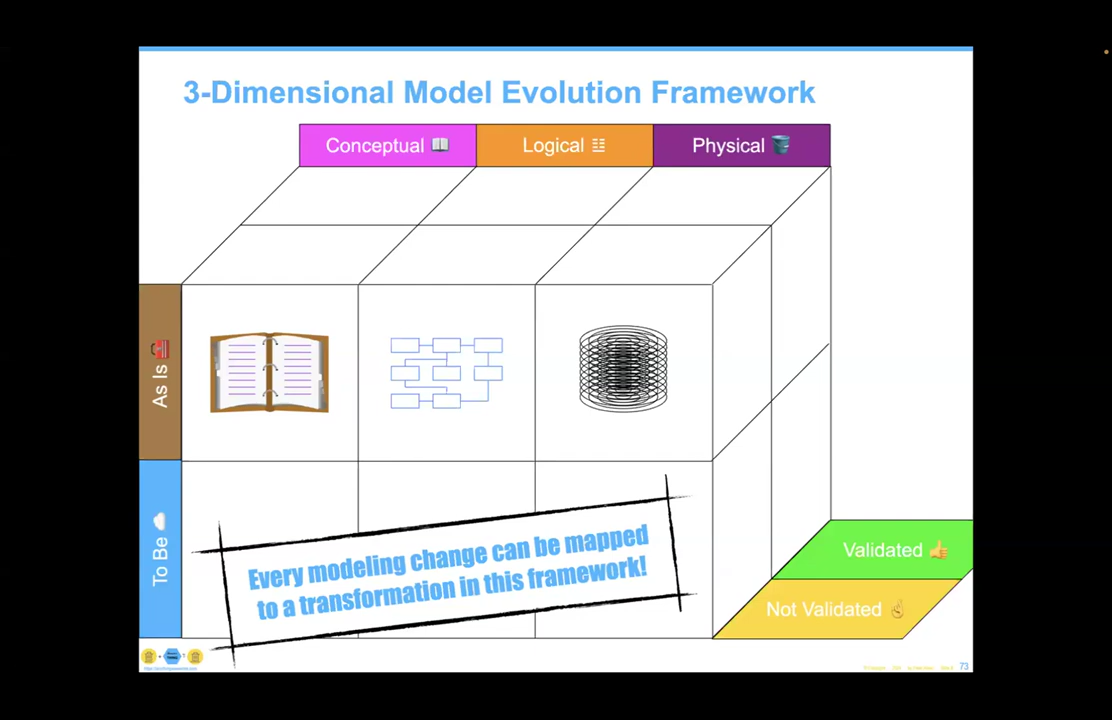 3-Dimensional Model Evolution Framework
Conceptual
Logical
Physical
As Is
To Be
Every modeling change can be mapped
to a transformation in this framework!
Validated
Not Validated
73